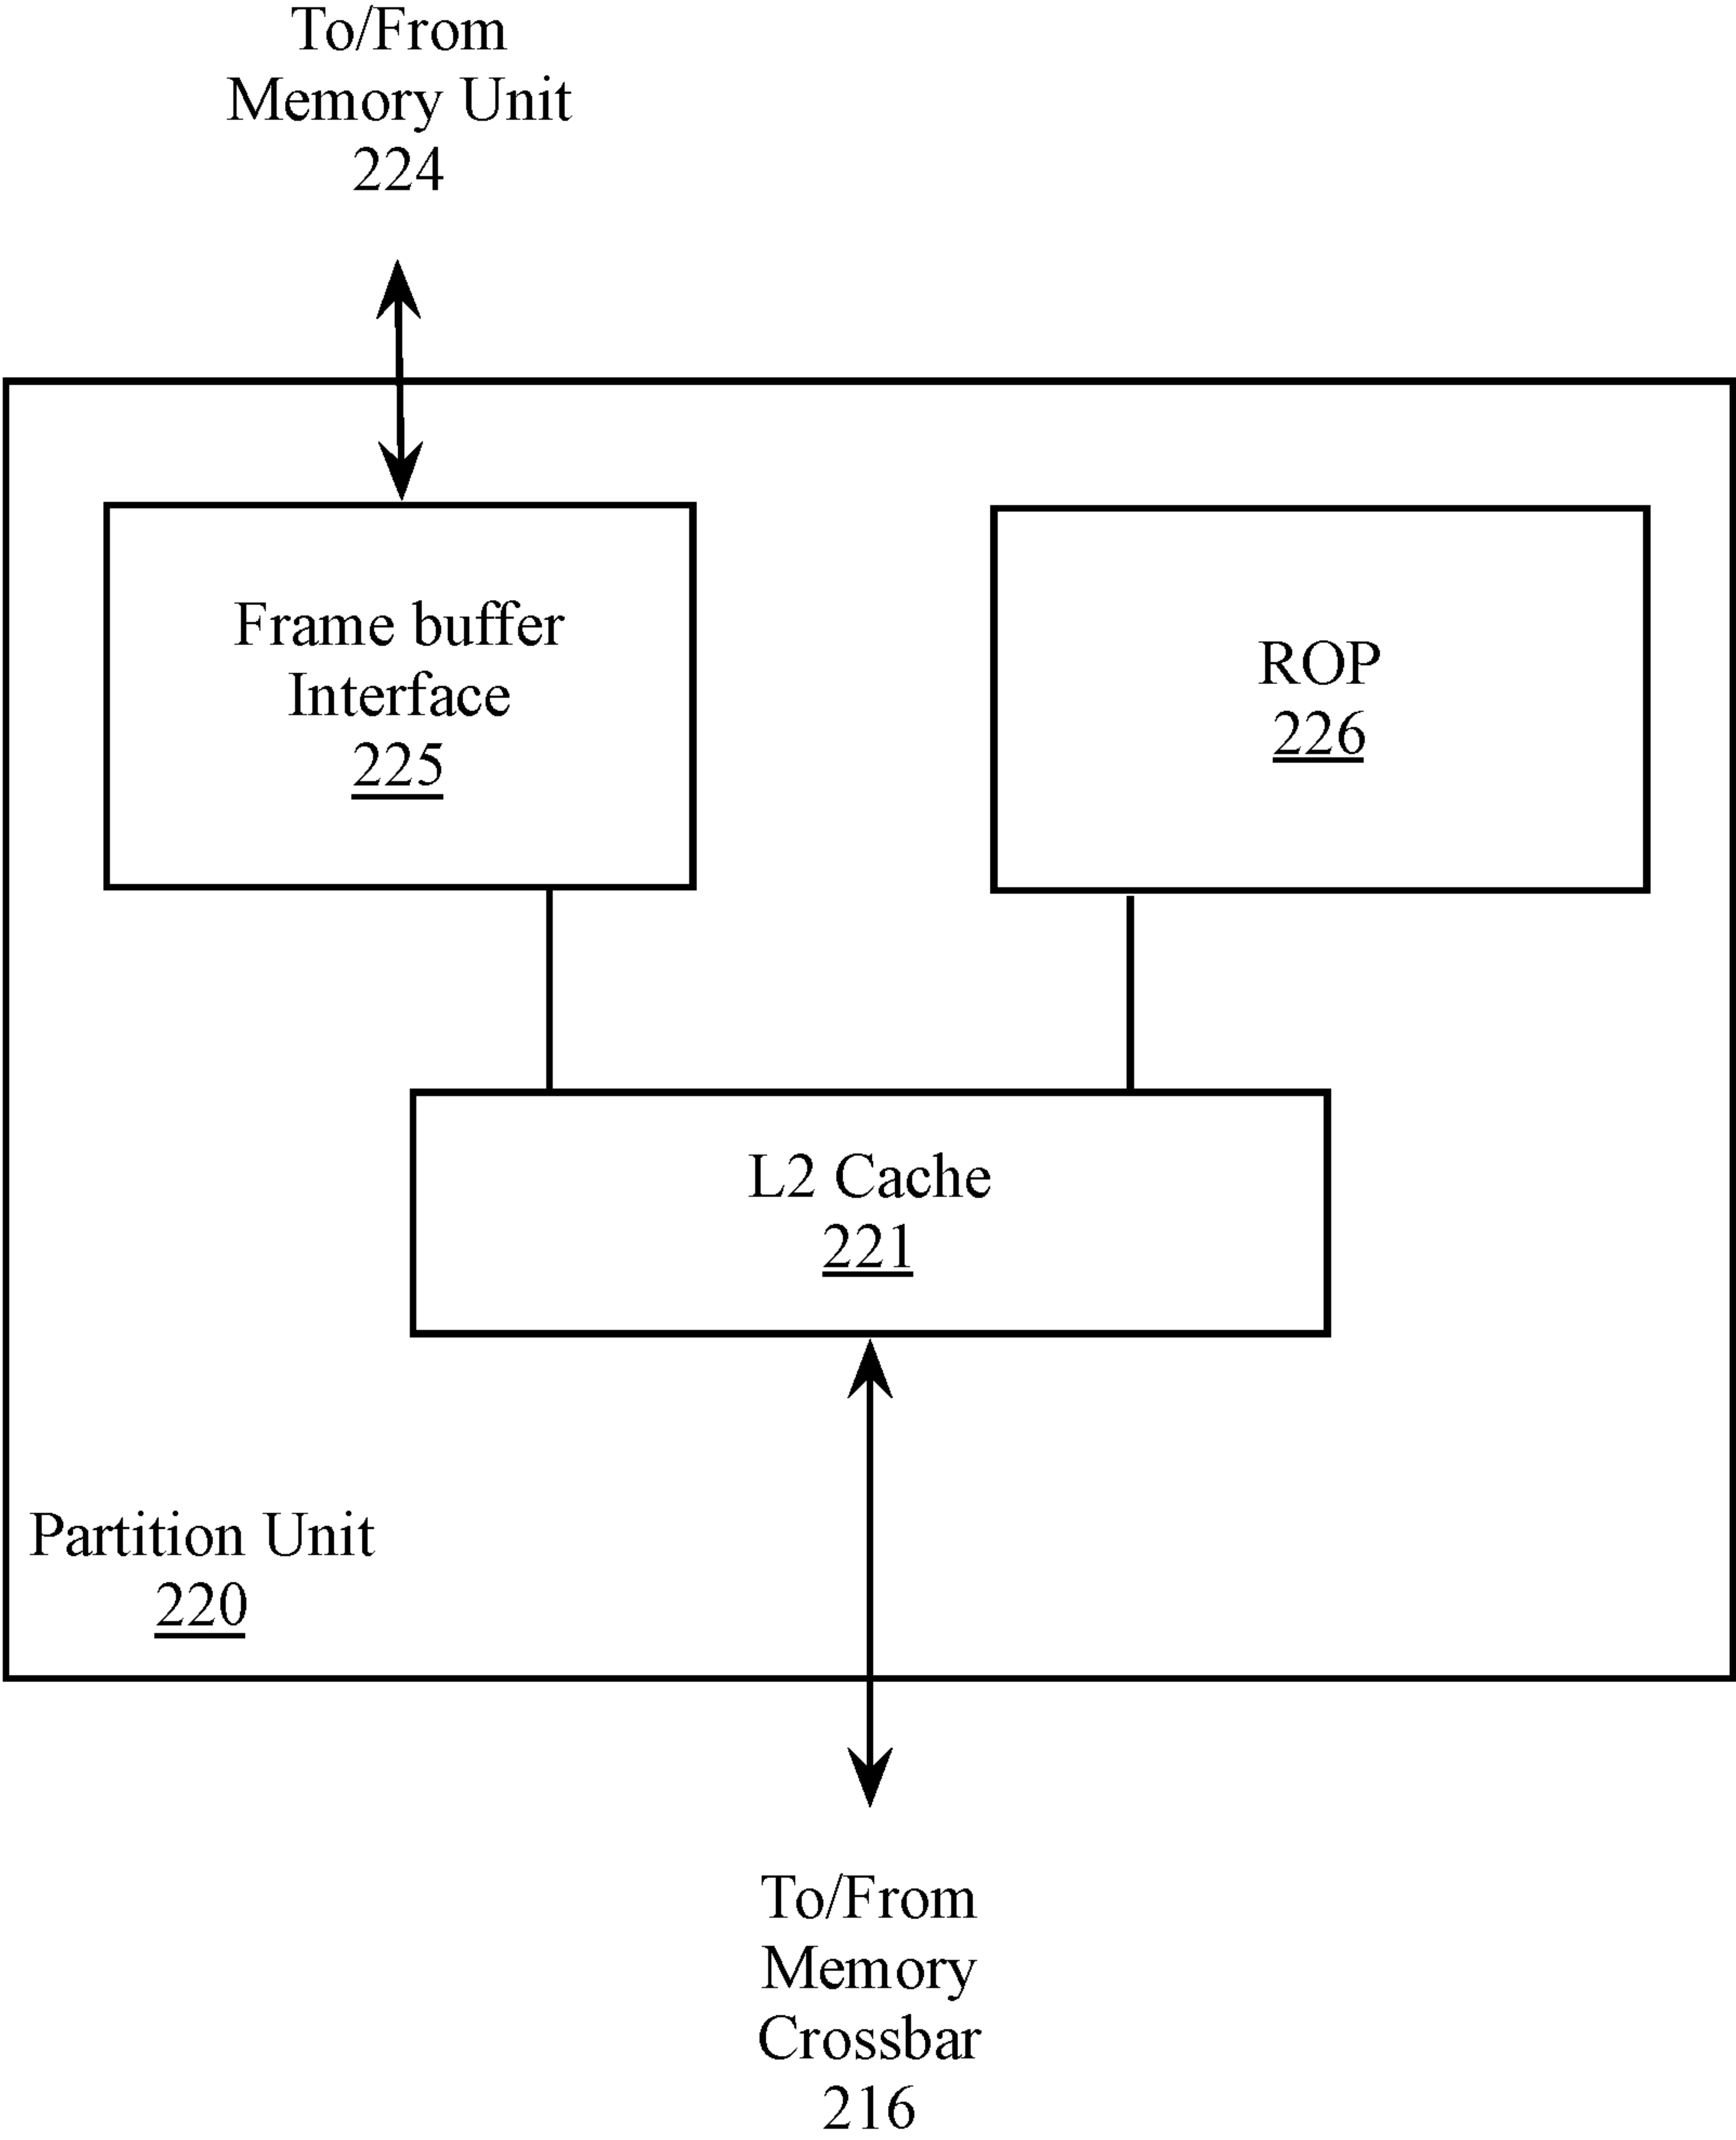 To/From
Memory Unit
224
Frame buffer
Interface
225
ROP
226
L2 Cache
221
Partition Unit
220
To/From
Memory
Crossbar
216